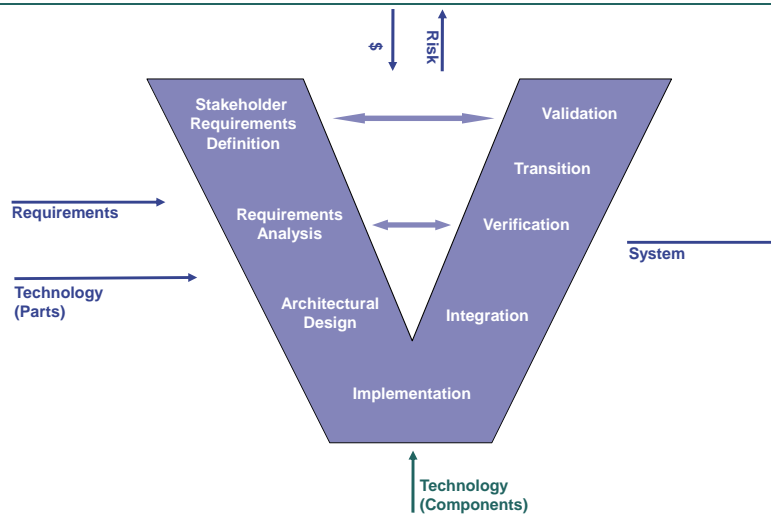 $
Risk
Stakeholder
Requirements
Definition
Validation
Transition
Requirements
Requirements
Analysis
Verification
System
Technology
(Parts)
Architectural
Design
Integration
Implementation
Technology
(Components)